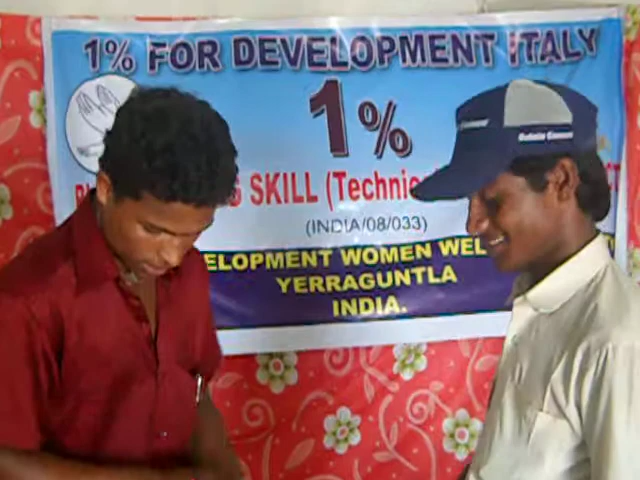 1% FOR DEVELOPMENT ITALY
1%
SKILL (Technic
(INDIA/08/033)
ELOPMENT WOMEN WEL
YERRAGUNTLA
INDIA.